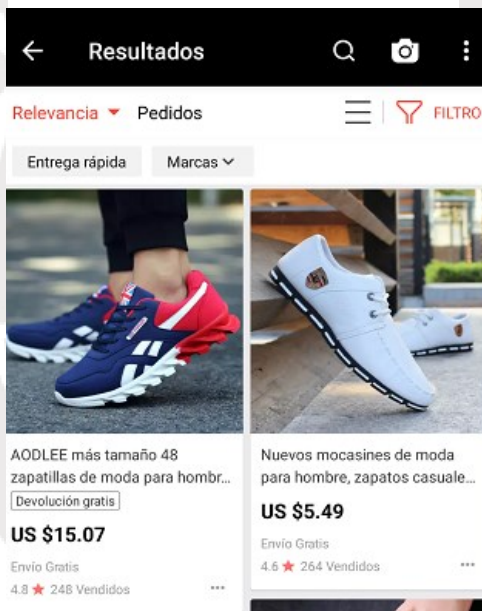 Resultados
Relevancia Pedidos FILTRO
Entrega rápida Marcas
AODLEE más tamaño 48
zapatillas de moda para hombr...
Devolución gratis
US $15.07
Envío Gratis
4.8 248 Vendidos
Nuevos mocasines de moda
para hombre, zapatos casuale...
US $5.49
Envío Gratis
4.6 264 Vendidos